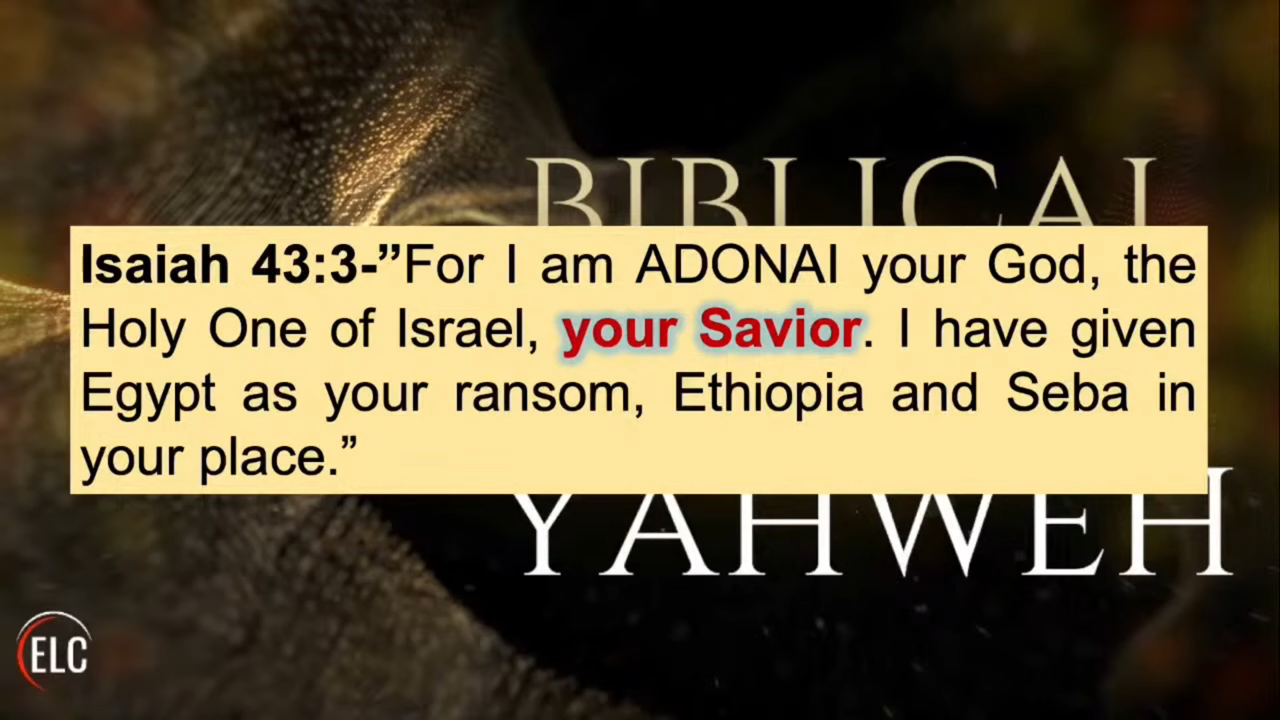 BIBLICAL
Isaiah 43:3-”For I am ADONAI your God, the
Holy One of Israel, your Savior. I have given
Egypt as your ransom, Ethiopia and Seba in
your place.”
YAHWEH
ELC